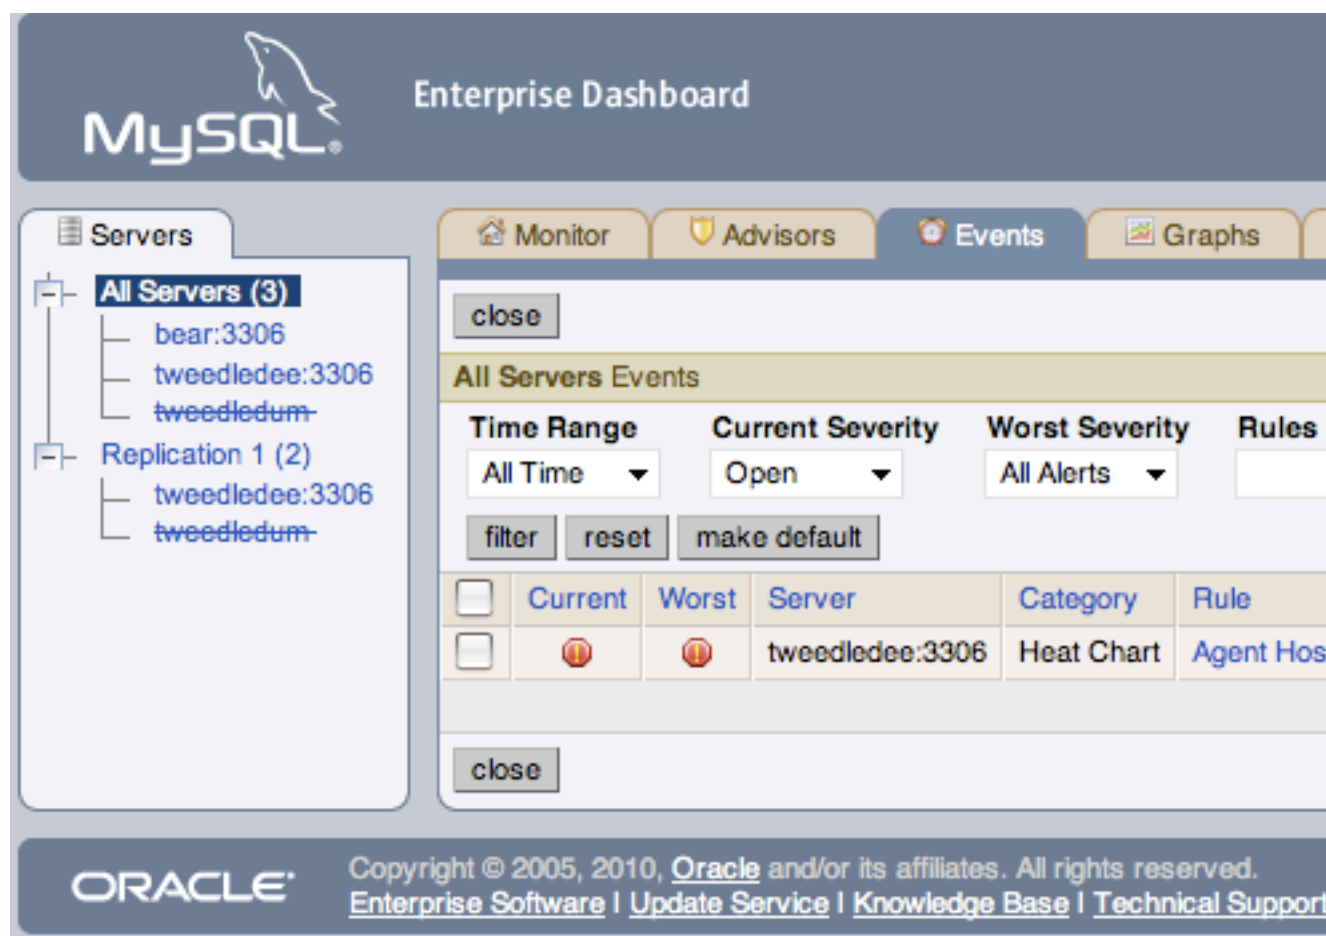 MySQL®
Enterprise Dashboard
Servers
All Servers (3)
bear:3306
tweedledee:3306
tweedledum
Replication 1 (2)
tweedledee:3306
tweedledum
Monitor Advisors Events Graphs
close
All Servers Events
Time Range Current Severity Worst Severity Rules
All Time Open All Alerts
filter reset make default
Current Worst Server Category Rule
tweedledee:3306 Heat Chart Agent Hos
close
ORACLE®
Copyright © 2005, 2010, Oracle and/or its affiliates. All rights reserved.
Enterprise Software | Update Service | Knowledge Base | Technical Support